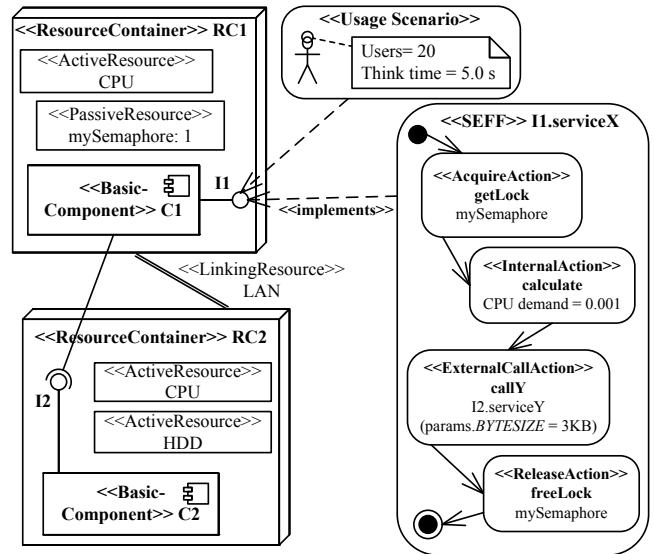 <<ResourceContainer>> RC1
<<ActiveResource>>
CPU
<<PassiveResource>>
mySemaphore: 1
<<Basic-
Component>> C1
I1
<<Usage Scenario>>
Users= 20
Think time = 5.0 s
<<implements>>
<<LinkingResource>>
LAN
<<ResourceContainer>> RC2
<<ActiveResource>>
CPU
<<ActiveResource>>
HDD
I2
<<Basic-
Component>> C2
<<SEFF>> I1.serviceX
<<AcquireAction>>
getLock
mySemaphore
<<InternalAction>>
calculate
CPU demand = 0.001
<<ExternalCallAction>>
callY
I2.serviceY
(params.BYTESIZE = 3KB)
<<ReleaseAction>>
freeLock
mySemaphore